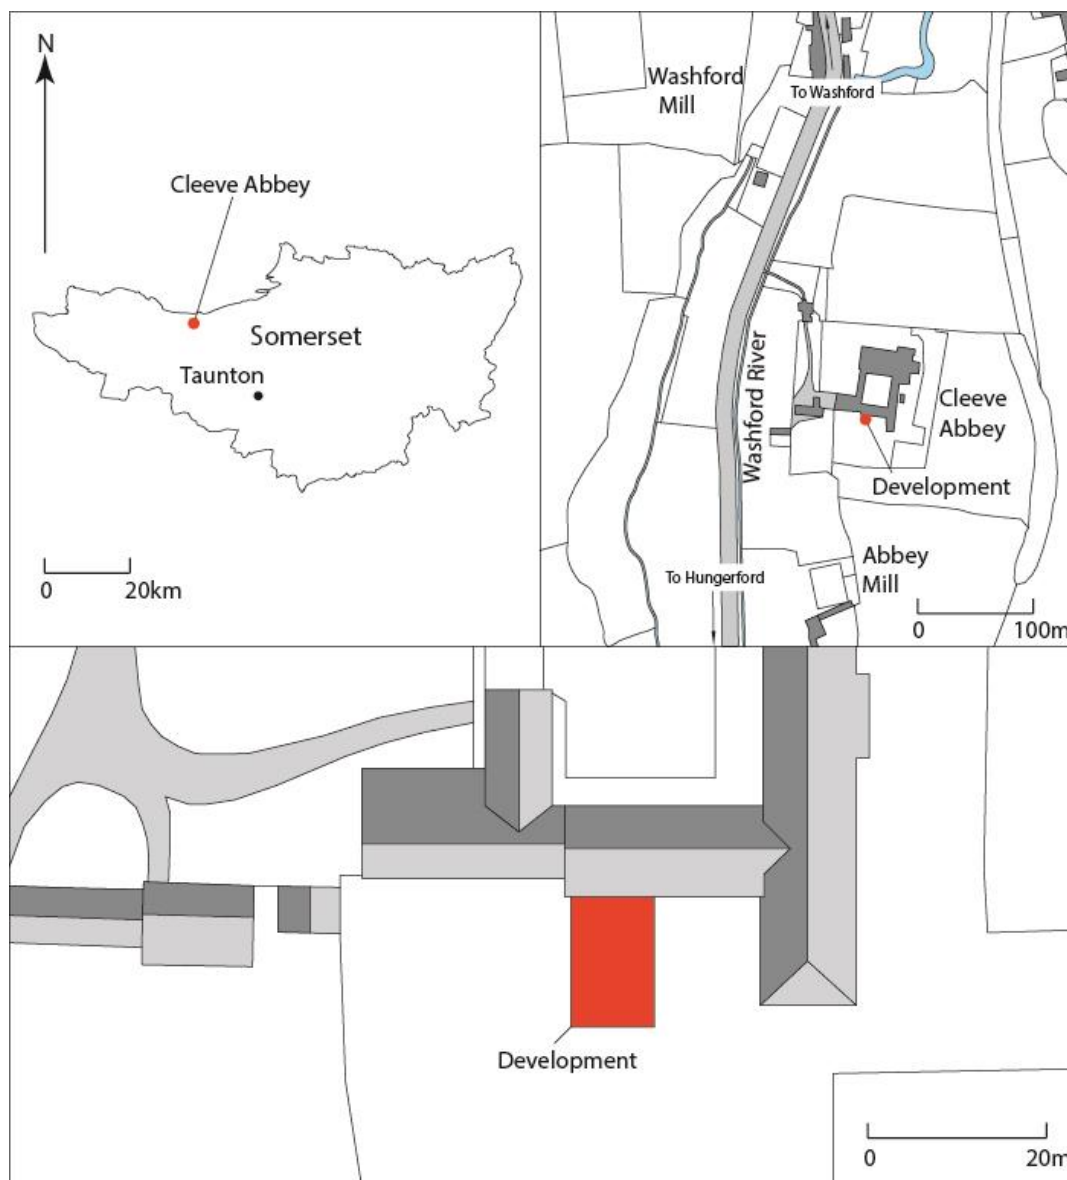 N
Cleeve Abbey
Somerset
Taunton
0 20km
Washford
Mill
To Washford
Washford River
Cleeve
Abbey
Development
Abbey
Mill
To Hungerford
0 100m
Development
0 20m